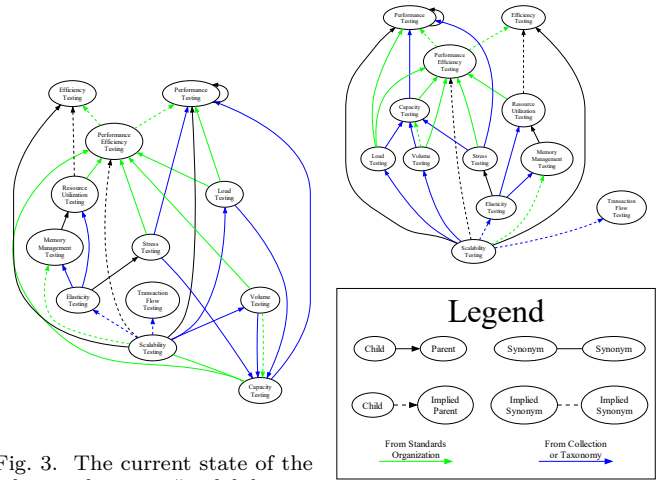 Efficiency
Testing
Performance
Testing
Performance
Efficiency
Testing
Resource
Utilization
Testing
Load
Testing
Memory
Management
Testing
Stress
Testing
Elasticity
Testing
Transaction
Flow
Testing
Volume
Testing
Scalability
Testing
Capacity
Testing
Fig. 3. The current state of the
Performance
Testing
Efficiency
Testing
Performance
Efficiency
Testing
Capacity
Testing
Resource
Utilization
Testing
Load
Testing
Volume
Testing
Stress
Testing
Memory
Management
Testing
Elasticity
Testing
Transaction
Flow
Testing
Scalability
Testing
Legend
Child
Parent
Synonym
Synonym
Child
Implied
Parent
Implied
Synonym
Implied
Synonym
From Standards
Organization
From Collection
or Taxonomy